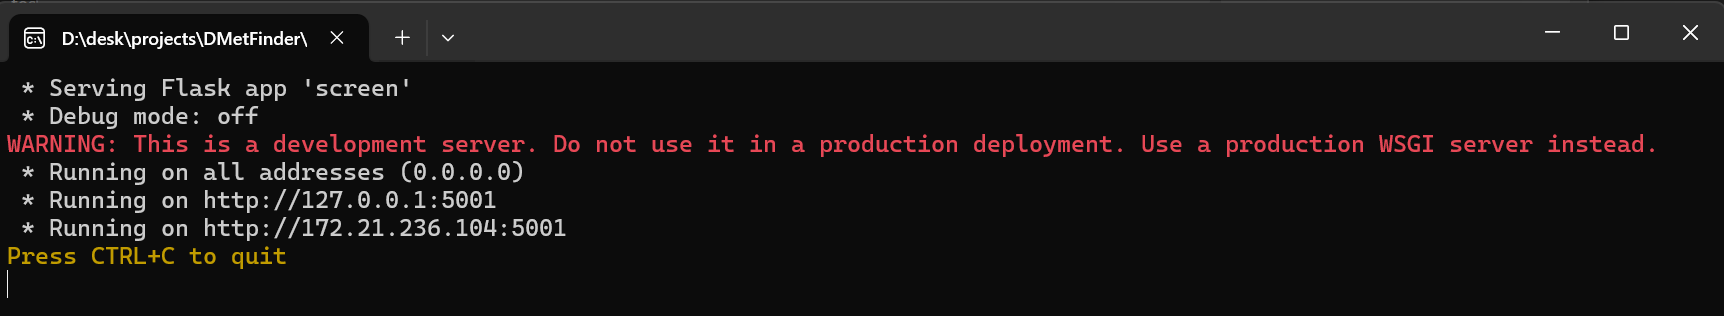 D:\desk\projects\DMetFinder\
* Serving Flask app 'screen'
* Debug mode: off
WARNING: This is a development server. Do not use it in a production deployment. Use a production WSGI server instead.
* Running on all addresses (0.0.0.0)
* Running on http://127.0.0.1:5001
* Running on http://172.21.236.104:5001
Press CTRL+C to quit